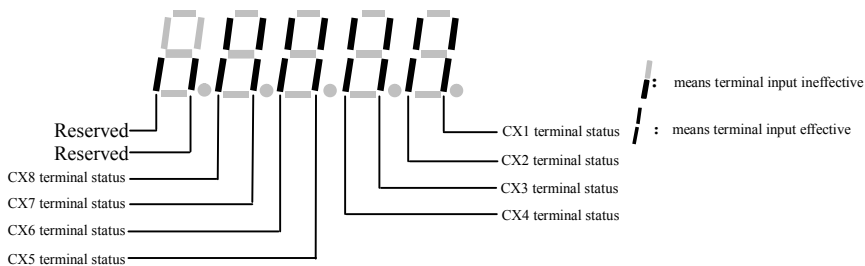 : means terminal input ineffective
: means terminal input effective
Reserved
Reserved
CX8 terminal status
CX7 terminal status
CX6 terminal status
CX5 terminal status
CX1 terminal status
CX2 terminal status
CX3 terminal status
CX4 terminal status